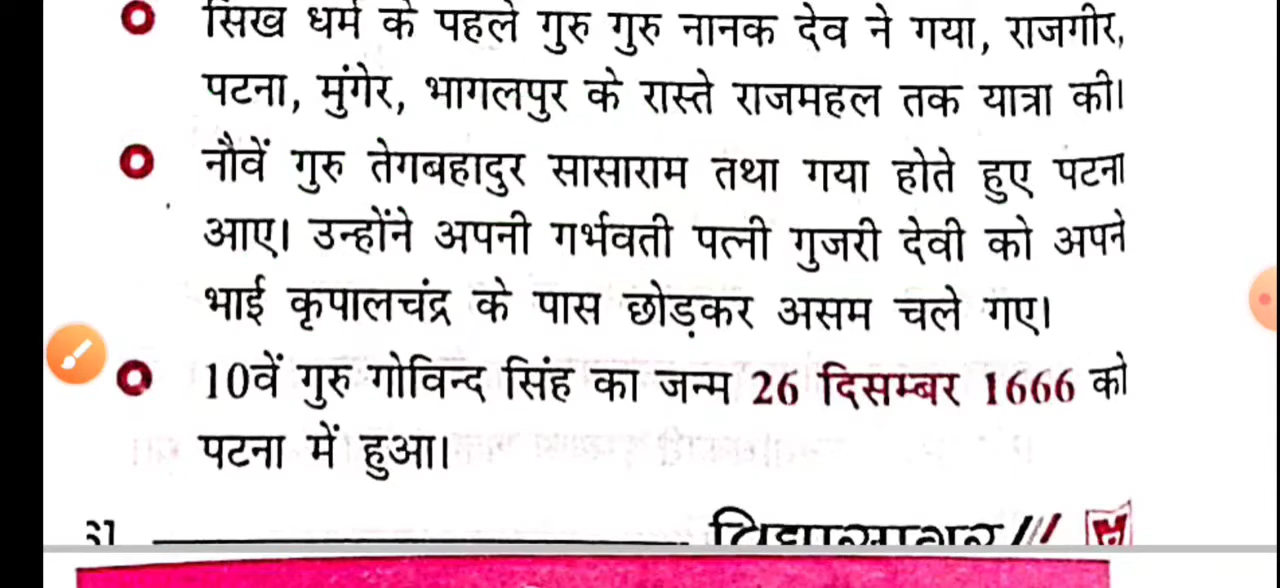 सिख धर्म के पहले गुरु गुरु नानक देव ने गया, राजगीर,
पटना, मुंगेर, भागलपुर के रास्ते राजमहल तक यात्रा की।
नौवें गुरु तेगबहादुर सासाराम तथा गया होते हुए पटना
आए। उन्होंने अपनी गर्भवती पत्नी गुजरी देवी को अपने
भाई कृपालचंद्र के पास छोड़कर असम चले गए।
10वें गुरु गोविन्द सिंह का जन्म 26 दिसम्बर 1666 को
पटना में हुआ।